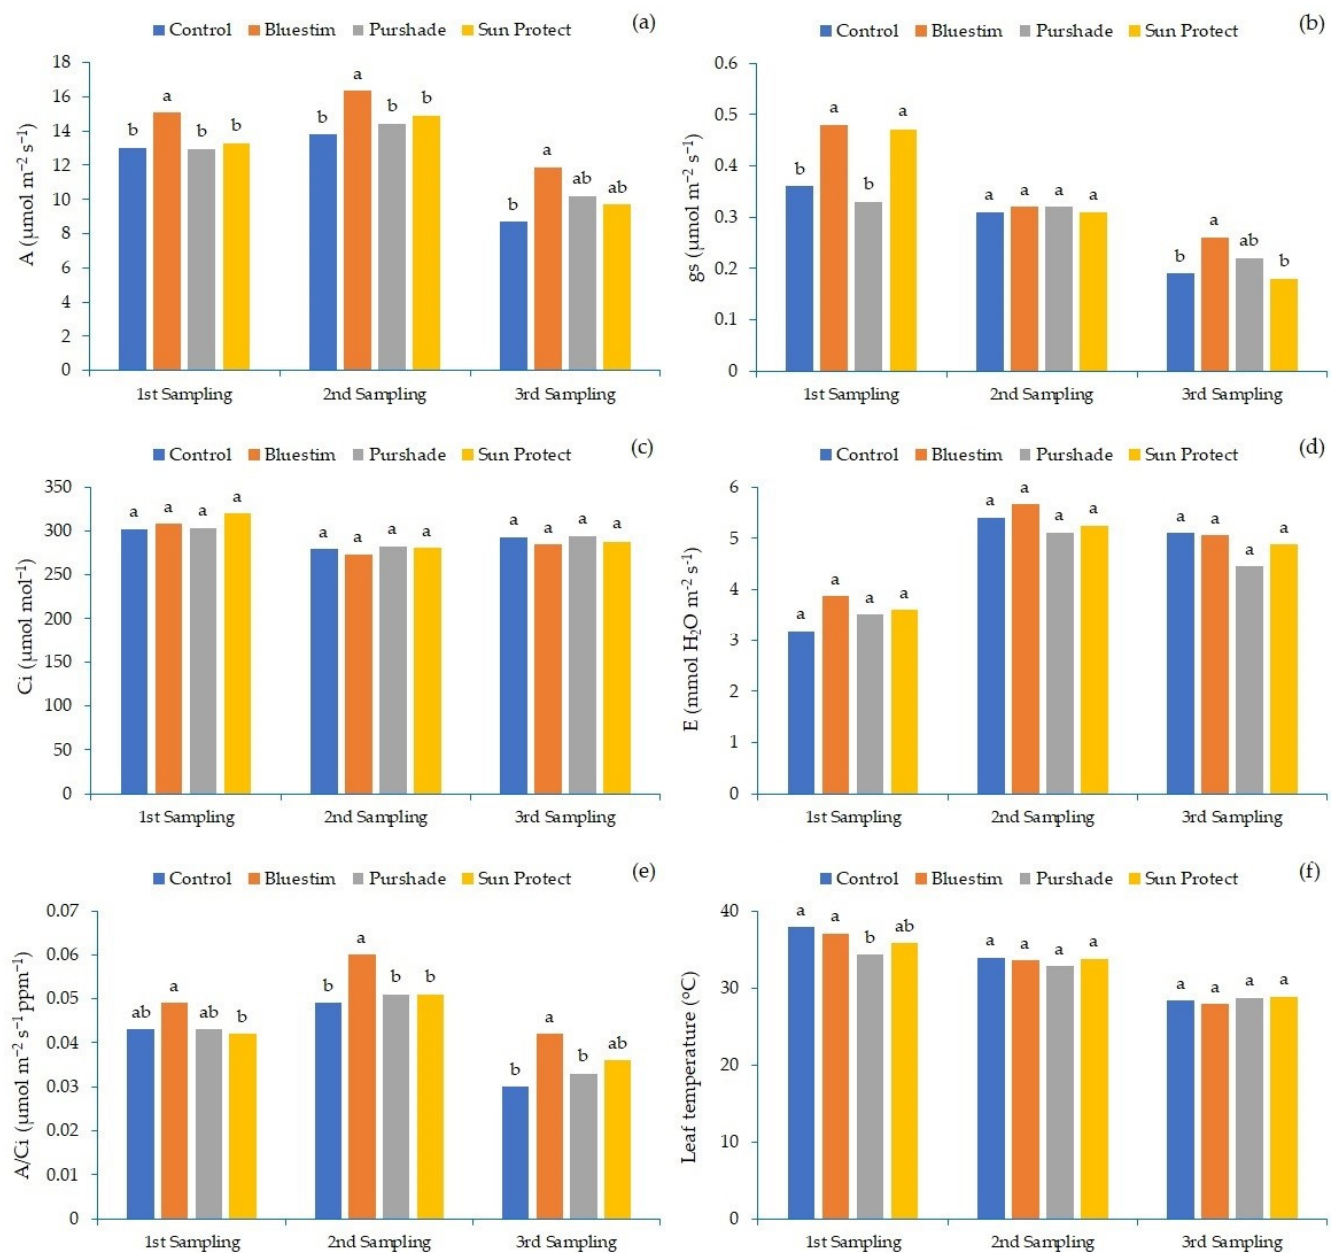 Control Bluestim Purshade Sun Protect (a)
A (µmol m⁻² s⁻¹)
18
16
14
12
10
8
6
4
2
0
b a b b
b a b b
b a ab ab
1st Sampling 2nd Sampling 3rd Sampling
Control Bluestim Purshade Sun Protect (b)
gs (µmol m⁻² s⁻¹)
0.6
0.5
0.4
0.3
0.2
0.1
0
b a b a
a a a a
b a ab b
1st Sampling 2nd Sampling 3rd Sampling
Control Bluestim Purshade Sun Protect (c)
Ci (µmol mol⁻¹)
350
300
250
200
150
100
50
0
a a a a
a a a a
a a a a
1st Sampling 2nd Sampling 3rd Sampling
Control Bluestim Purshade Sun Protect (d)
E (mmol H₂O m⁻² s⁻¹)
6
5
4
3
2
1
0
a a a a
a a a a
a a a a
1st Sampling 2nd Sampling 3rd Sampling
Control Bluestim Purshade Sun Protect (e)
A/Ci (µmol m⁻² s⁻¹ ppm⁻¹)
0.07
0.06
0.05
0.04
0.03
0.02
0.01
0
ab a ab b
b a b b
b a b ab
1st Sampling 2nd Sampling 3rd Sampling
Control Bluestim Purshade Sun Protect (f)
Leaf temperature (°C)
40
30
20
10
0
a a b ab
a a a a
a a a a
1st Sampling 2nd Sampling 3rd Sampling